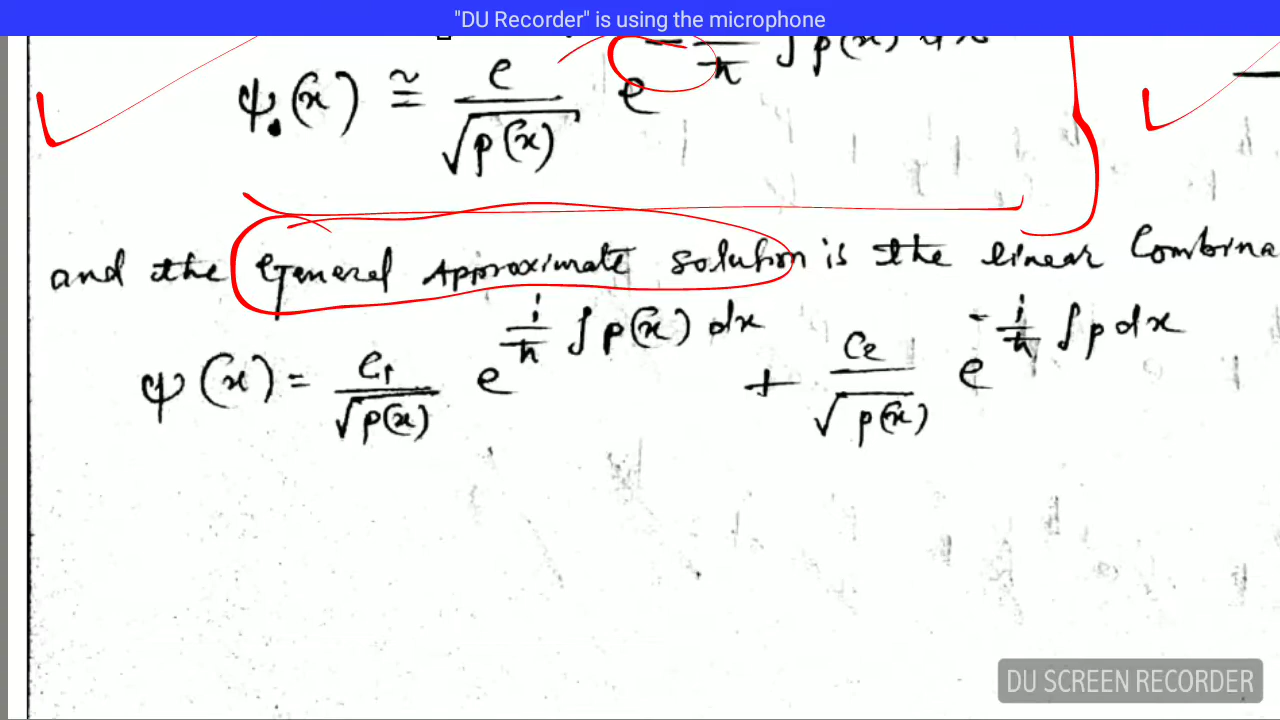 "DU Recorder" is using the microphone
ψ(x) ≅ c/√p(x) e^{± i/ħ ∫ p(x) dx}
and the General Approximate solution is the linear Combina
ψ(x) = c₁/√p(x) e^{i/ħ ∫ p(x) dx} + c₂/√p(x) e^{- i/ħ ∫ p dx}
DU SCREEN RECORDER